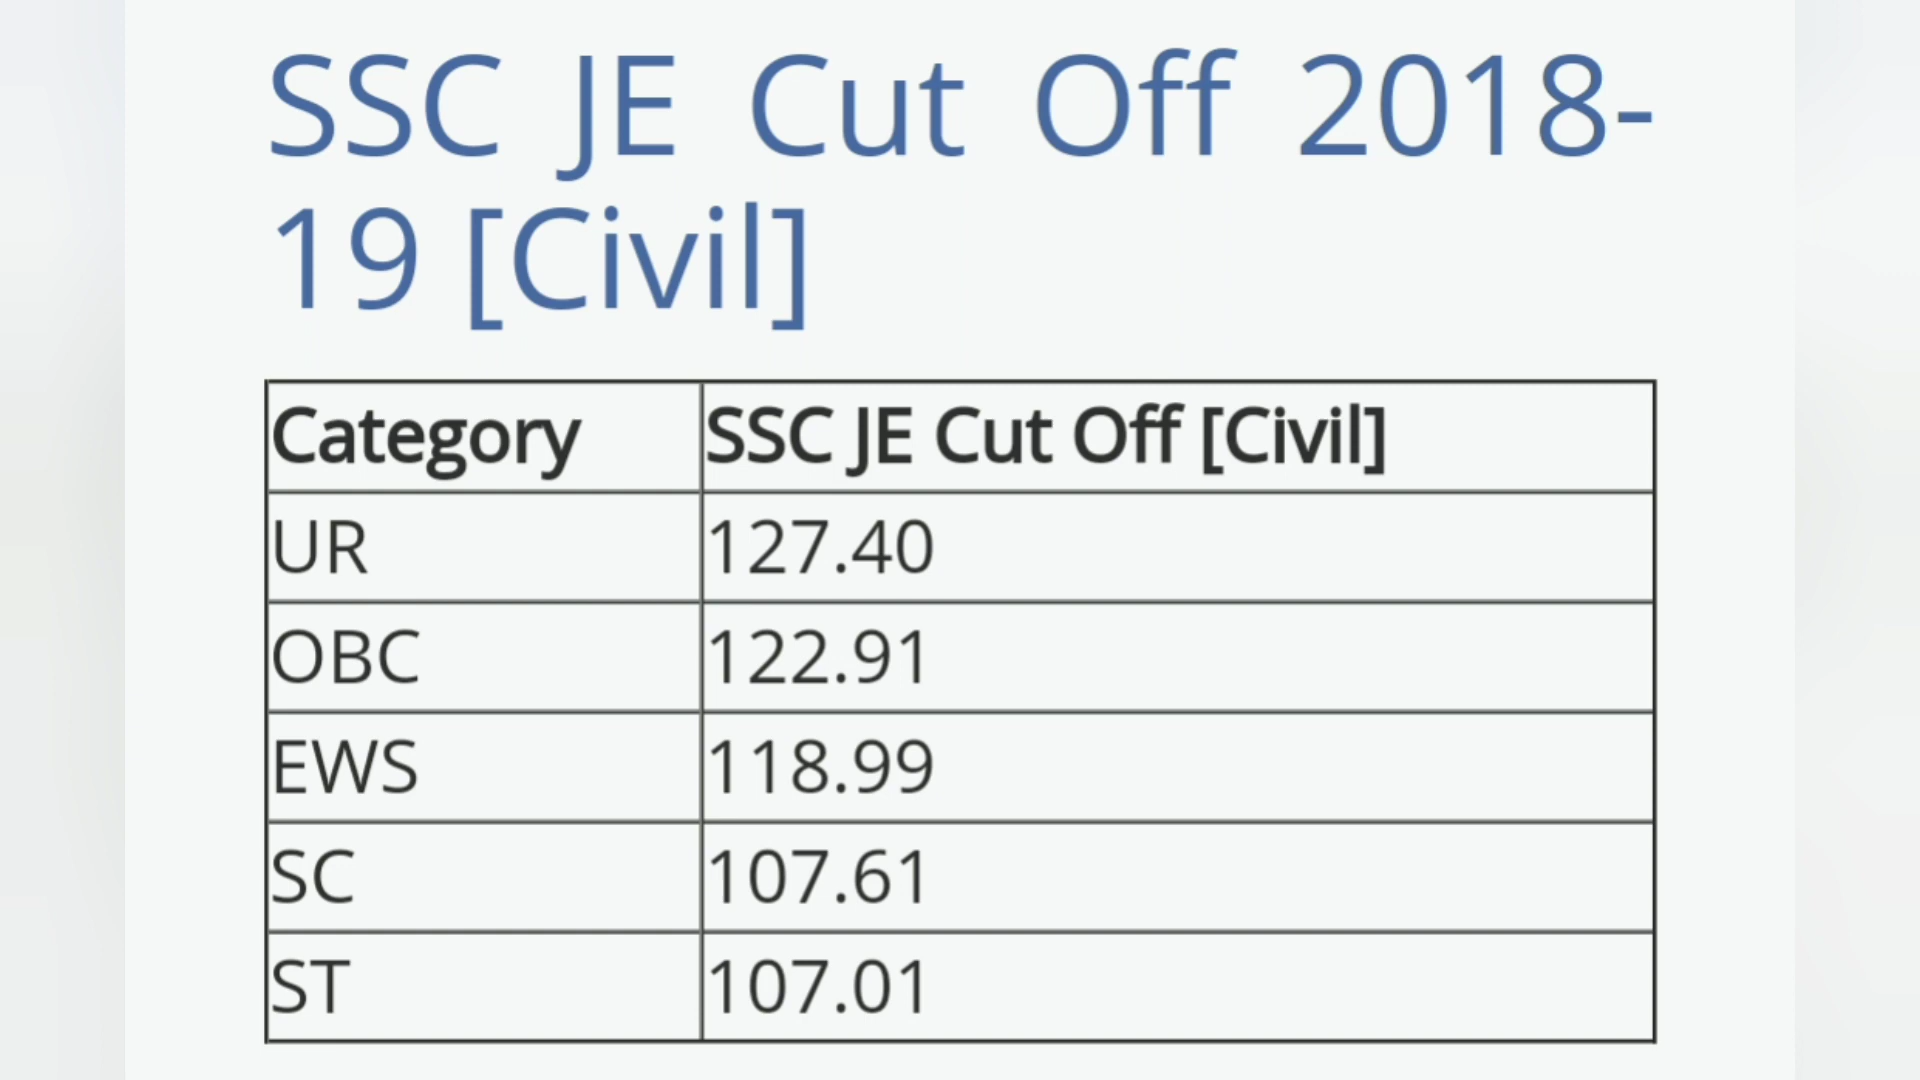 SSC JE Cut Off 2018-
19 [Civil]
Category SSC JE Cut Off [Civil]
UR 127.40
OBC 122.91
EWS 118.99
SC 107.61
ST 107.01